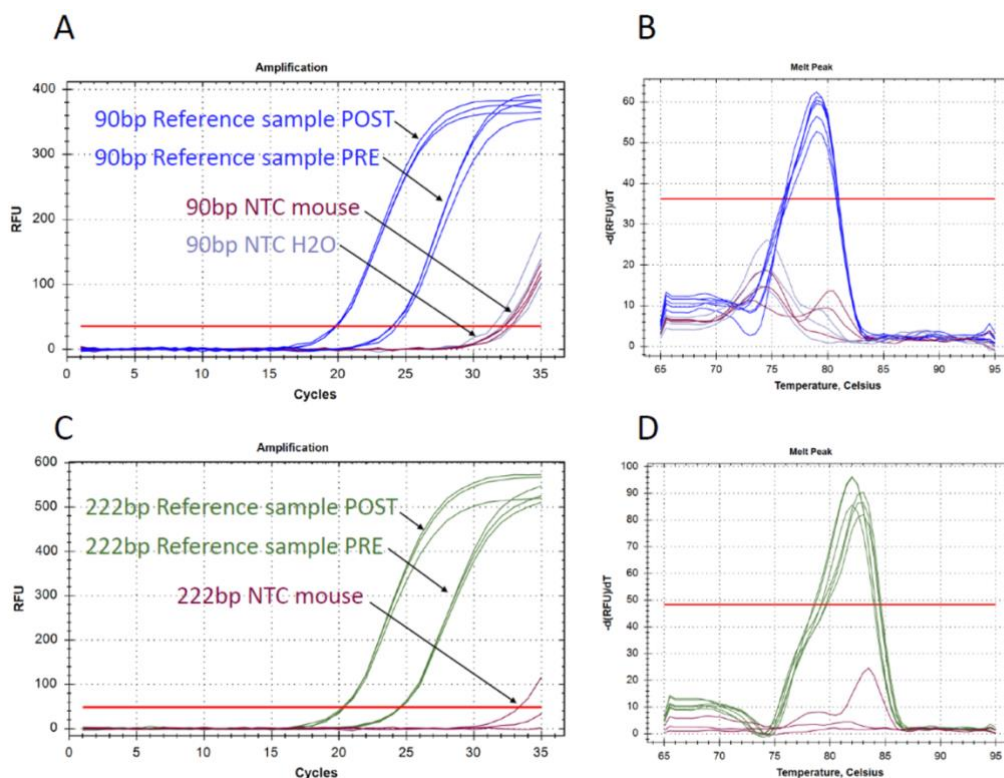 A
Amplification
400
300
200
100
0
RFU
90bp Reference sample POST
90bp Reference sample PRE
90bp NTC mouse
90bp NTC H2O
0 5 10 15 20 25 30 35
Cycles
B
Melt Peak
60
50
40
30
20
10
0
-d(RFU)/dT
65 70 75 80 85 90 95
Temperature, Celsius
C
Amplification
600
500
400
300
200
100
0
RFU
222bp Reference sample POST
222bp Reference sample PRE
222bp NTC mouse
0 5 10 15 20 25 30 35
Cycles
D
Melt Peak
100
90
80
70
60
50
40
30
20
10
0
-d(RFU)/dT
65 70 75 80 85 90 95
Temperature, Celsius